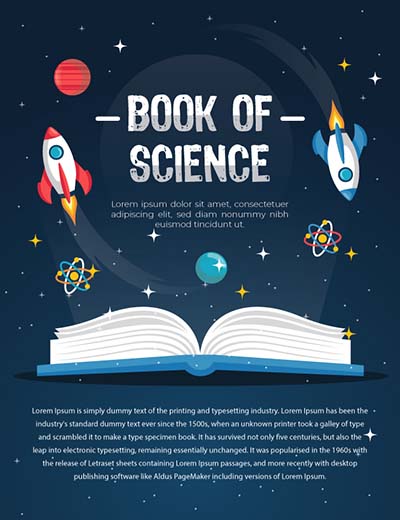 BOOK OF
SCIENCE
Lorem ipsum dolor sit amet, consectetuer
adipiscing elit, sed diam nonummy nibh
euismod tincidunt ut.
Lorem Ipsum is simply dummy text of the printing and typesetting industry. Lorem Ipsum has been
the industry's standard dummy text ever since the 1500s, when an unknown printer took a galley of type
and scrambled it to make a type specimen book. It has survived not only five centuries, but also the
leap into electronic typesetting, remaining essentially unchanged. It was popularised in the 1960s with
the release of Letraset sheets containing Lorem Ipsum passages, and more recently with desktop
publishing software like Aldus PageMaker including versions of Lorem Ipsum.